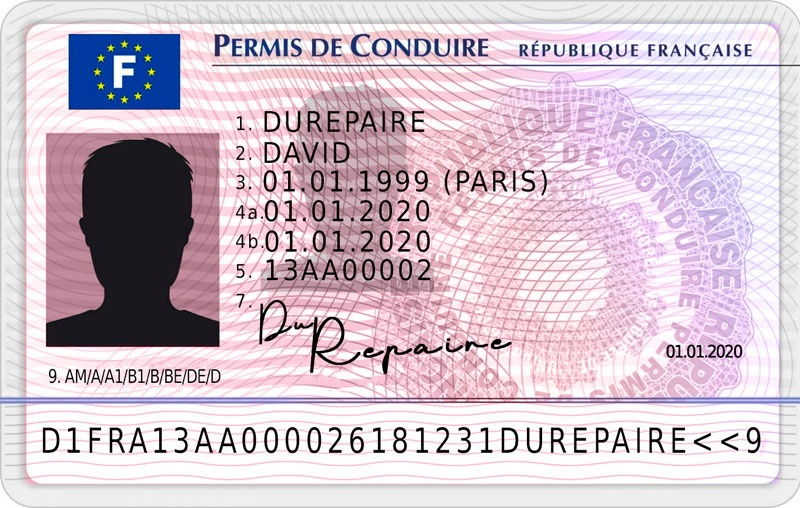 F
PERMIS DE CONDUIRE RÉPUBLIQUE FRANÇAISE
1. DUREPAIRE
2. DAVID
3. 01.01.1999 (PARIS)
4a. 01.01.2020
4b. 01.01.2020
5. 13AA00002
7. Du Repaire
01.01.2020
9. AM/A/A1/B1/B/BE/DE/D
D1FRA13AA000026181231DUREPAIRE<<9